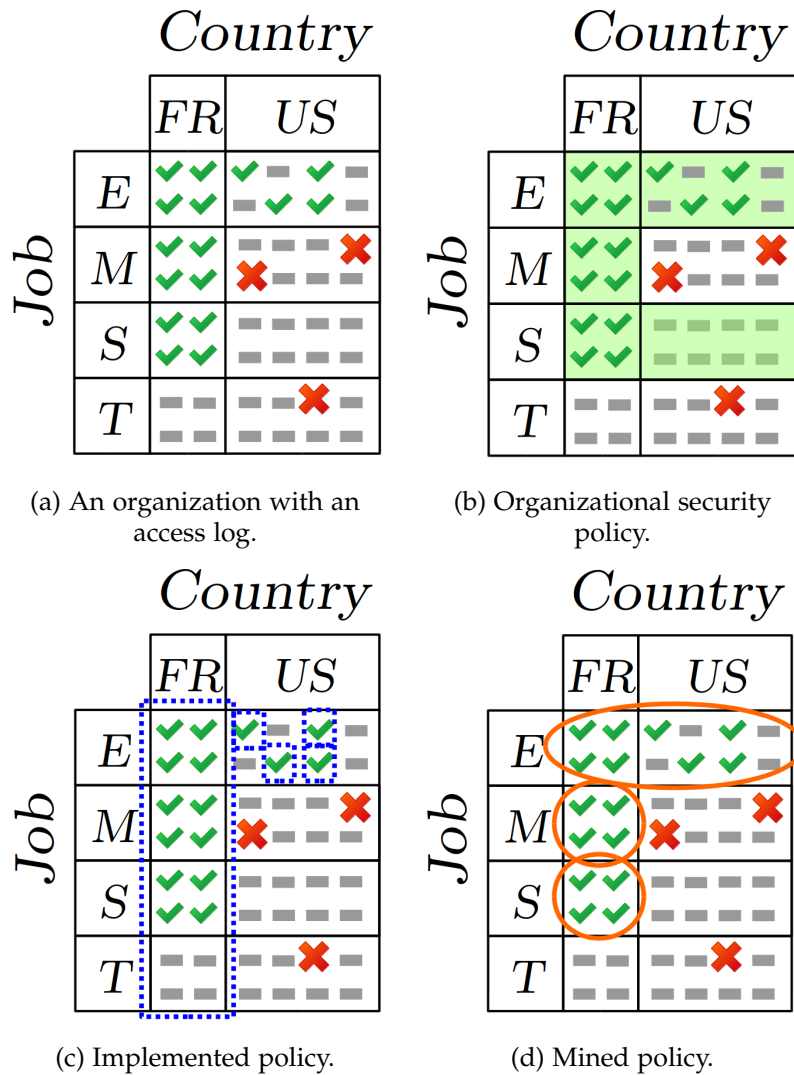 Country
Country
FR US
FR US
Job
E
M
S
T
Job
E
M
S
T
(a) An organization with an
access log.
(b) Organizational security
policy.
Country
Country
FR US
FR US
Job
E
M
S
T
Job
E
M
S
T
(c) Implemented policy.
(d) Mined policy.